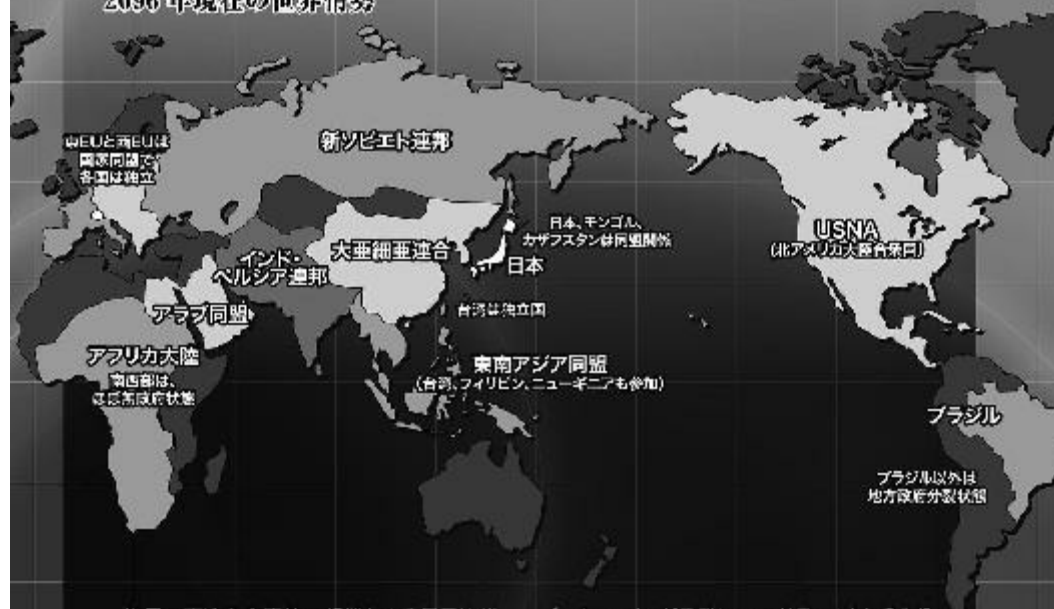 2096年現在の世界情勢
東EUと西EUは
国家同盟で
各国は独立
新ソビエト連邦
日本、モンゴル、
カザフスタンは同盟関係
USNA
(北アメリカ大陸合衆国)
大亜細亜連合
日本
インド・
ペルシア連邦
アラブ同盟
台湾は独立国
アフリカ大陸
南西部は、
ほぼ無政府状態
東南アジア同盟
(台湾、フィリピン、ニューギニアも参加)
ブラジル
ブラジル以外は
地方政府分裂状態